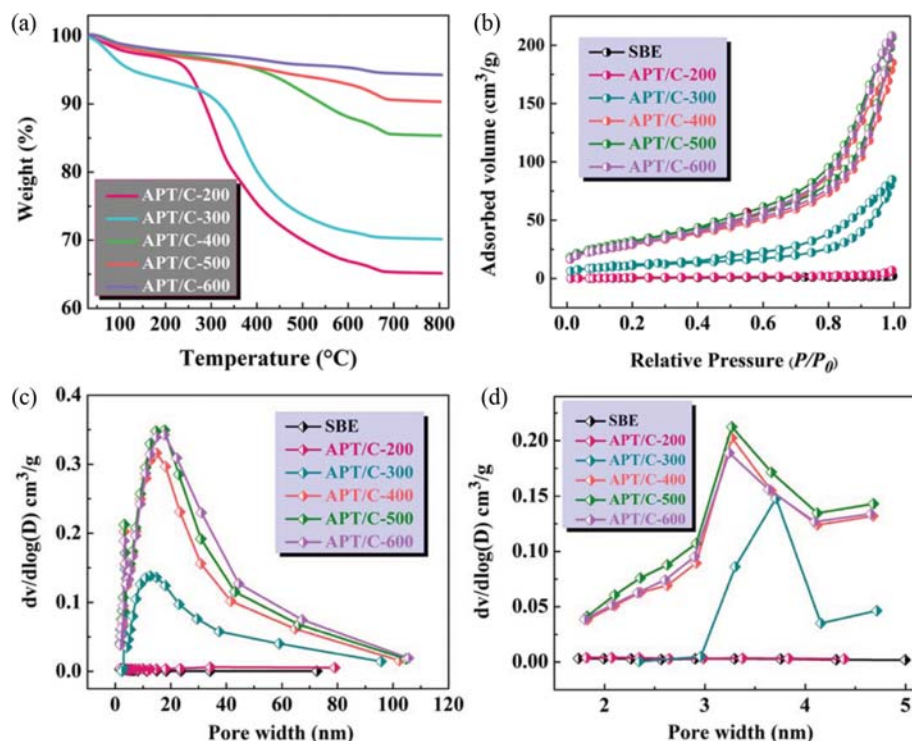 (a)
Weight (%)
100
90
80
70
60
APT/C-200
APT/C-300
APT/C-400
APT/C-500
APT/C-600
100 200 300 400 500 600 700 800
Temperature (°C)
(b)
Adsorbed volume (cm³/g)
200
150
100
50
0
SBE
APT/C-200
APT/C-300
APT/C-400
APT/C-500
APT/C-600
0.0 0.2 0.4 0.6 0.8 1.0
Relative Pressure (P/P₀)
(c)
dv/dlog(D) cm³/g
0.4
0.3
0.2
0.1
0.0
SBE
APT/C-200
APT/C-300
APT/C-400
APT/C-500
APT/C-600
0 20 40 60 80 100 120
Pore width (nm)
(d)
dv/dlog(D) cm³/g
0.20
0.15
0.10
0.05
0.00
SBE
APT/C-200
APT/C-300
APT/C-400
APT/C-500
APT/C-600
2 3 4 5
Pore width (nm)